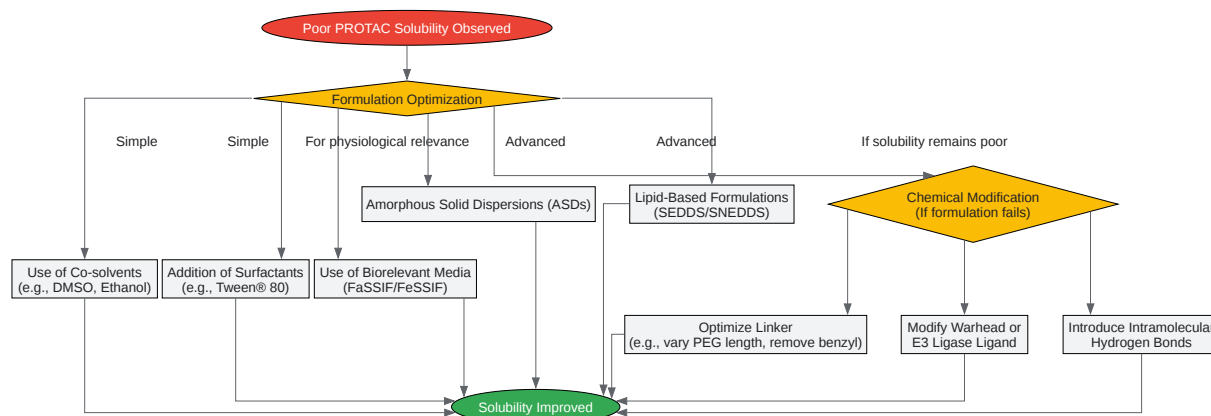 Poor PROTAC Solubility Observed
Formulation Optimization
Simple
Simple
For physiological relevance
Advanced
Advanced
If solubility remains poor
Amorphous Solid Dispersions (ASDs)
Lipid-Based Formulations
(SEDDS/SNEDDS)
Chemical Modification
(If formulation fails)
Use of Co-solvents
(e.g., DMSO, Ethanol)
Addition of Surfactants
(e.g., Tween® 80)
Use of Biorelevant Media
(FaSSIF/FeSSIF)
Optimize Linker
(e.g., vary PEG length, remove benzyl)
Modify Warhead or
E3 Ligase Ligand
Introduce Intramolecular
Hydrogen Bonds
Solubility Improved